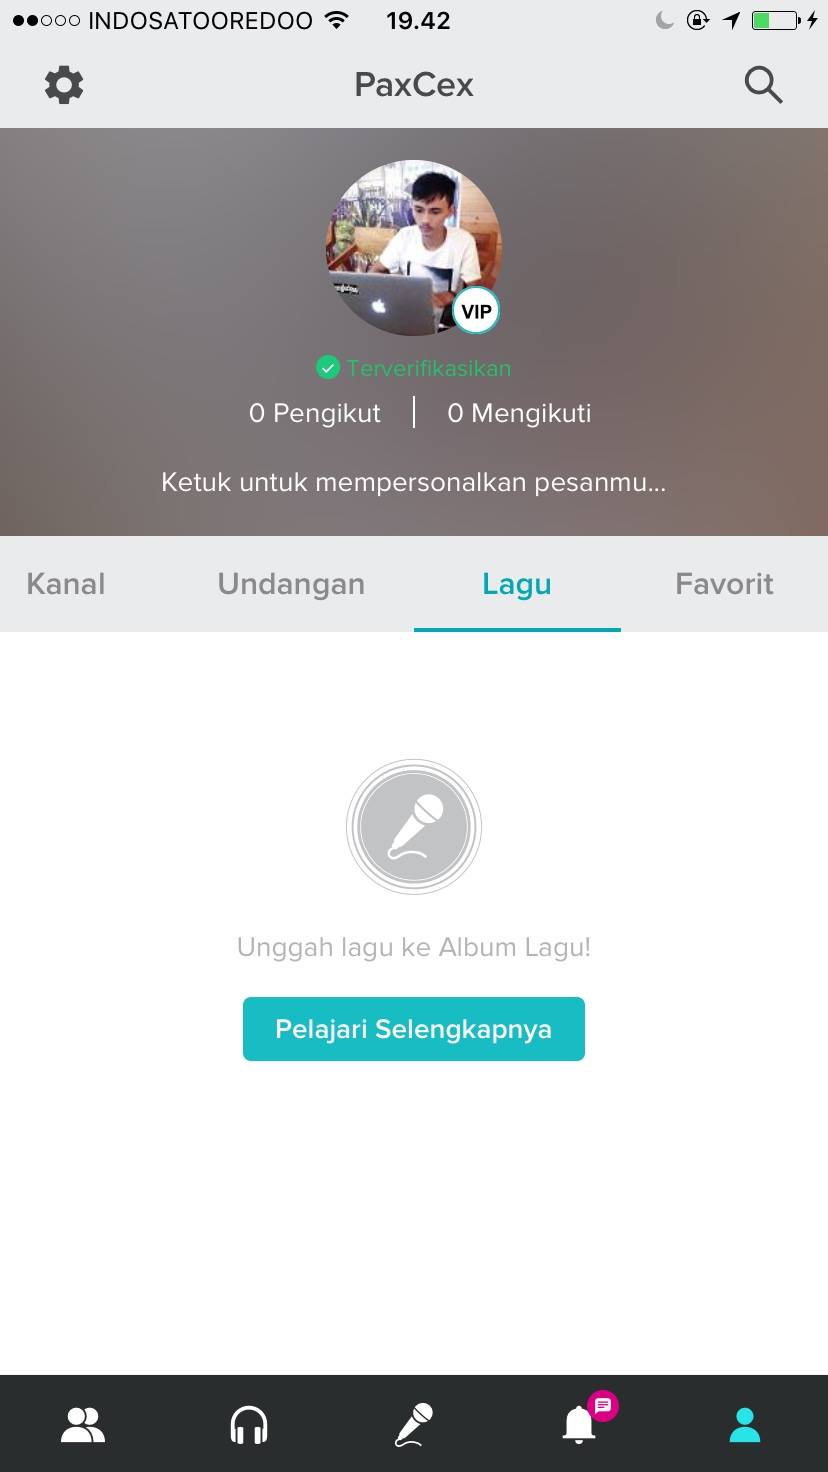 INDOSATOOREDOO 19.42
PaxCex
VIP
Terverifikasikan
0 Pengikut | 0 Mengikuti
Ketuk untuk mempersonalkan pesanmu...
Kanal Undangan Lagu Favorit
Unggah lagu ke Album Lagu!
Pelajari Selengkapnya